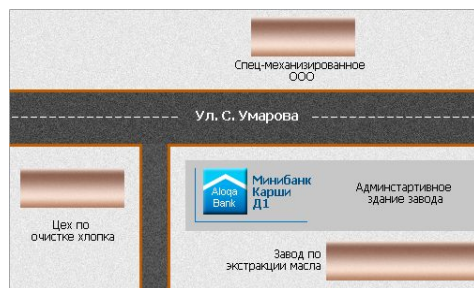 Спец-механизированное
ООО
Ул. С. Умарова
Aloqa
Bank
Минибанк
Карши
Д1
Админстартивное
здание завода
Цех по
очистке хлопка
Завод по
экстракции масла